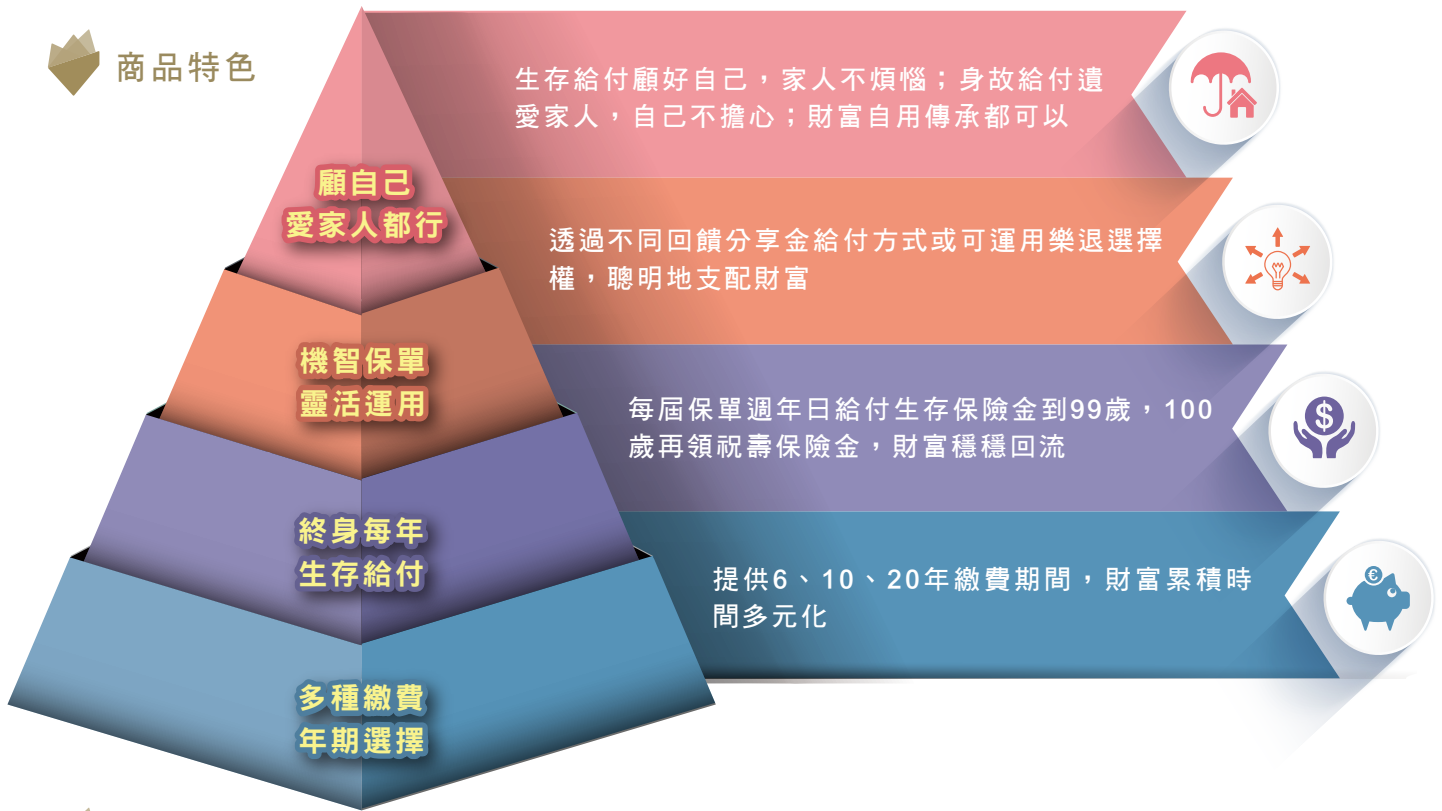 商品特色
生存給付顧好自己，家人不煩惱；身故給付遺
愛家人，自己不擔心；財富自用傳承都可以
顧自己
愛家人都行
透過不同回饋分享金給付方式或可運用樂退選擇
權，聰明地支配財富
機智保單
靈活運用
每屆保單週年日給付生存保險金到99歲，100
歲再領祝壽保險金，財富穩穩回流
終身每年
生存給付
提供6、10、20年繳費期間，財富累積時
間多元化
多種繳費
年期選擇